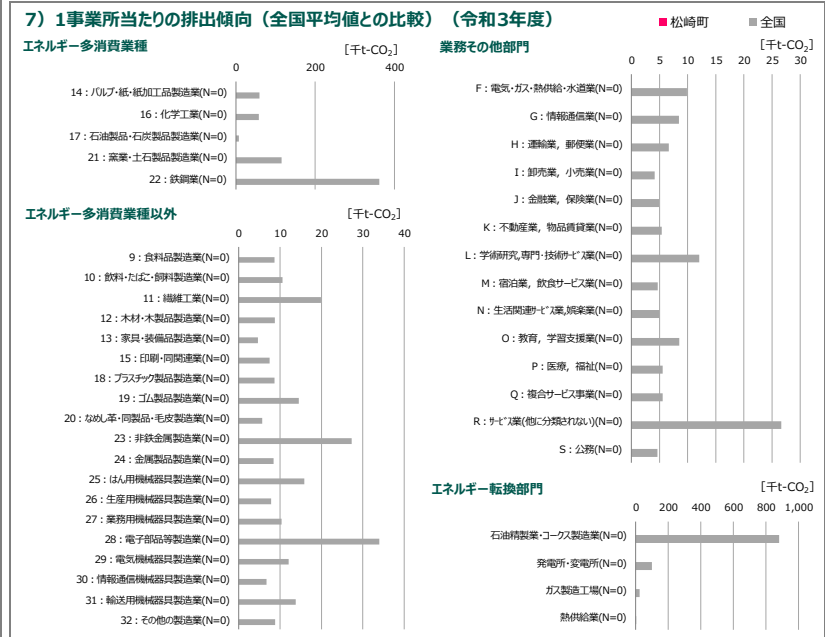 7）1事業所当たりの排出傾向（全国平均値との比較）（令和3年度）
■松崎町 ■全国
エネルギー多消費業種
［千t-CO₂］
0 200 400
14：パルプ・紙・紙加工品製造業(N=0)
16：化学工業(N=0)
17：石油製品・石炭製品製造業(N=0)
21：窯業・土石製品製造業(N=0)
22：鉄鋼業(N=0)
エネルギー多消費業種以外
［千t-CO₂］
0 10 20 30 40
9：食料品製造業(N=0)
10：飲料・たばこ・飼料製造業(N=0)
11：繊維工業(N=0)
12：木材・木製品製造業(N=0)
13：家具・装備品製造業(N=0)
15：印刷・同関連業(N=0)
18：プラスチック製品製造業(N=0)
19：ゴム製品製造業(N=0)
20：なめし革・同製品・毛皮製造業(N=0)
23：非鉄金属製造業(N=0)
24：金属製品製造業(N=0)
25：はん用機械器具製造業(N=0)
26：生産用機械器具製造業(N=0)
27：業務用機械器具製造業(N=0)
28：電子部品等製造業(N=0)
29：電気機械器具製造業(N=0)
30：情報通信機械器具製造業(N=0)
31：輸送用機械器具製造業(N=0)
32：その他の製造業(N=0)
業務その他部門
［千t-CO₂］
0 5 10 15 20 25 30
F：電気・ガス・熱供給・水道業(N=0)
G：情報通信業(N=0)
H：運輸業，郵便業(N=0)
I：卸売業，小売業(N=0)
J：金融業，保険業(N=0)
K：不動産業，物品賃貸業(N=0)
L：学術研究,専門・技術ｻｰﾋﾞｽ業(N=0)
M：宿泊業，飲食サービス業(N=0)
N：生活関連ｻｰﾋﾞｽ業,娯楽業(N=0)
O：教育，学習支援業(N=0)
P：医療，福祉(N=0)
Q：複合サービス事業(N=0)
R：ｻｰﾋﾞｽ業(他に分類されない)(N=0)
S：公務(N=0)
エネルギー転換部門
［千t-CO₂］
0 200 400 600 800 1,000
石油精製業・コークス製造業(N=0)
発電所・変電所(N=0)
ガス製造工場(N=0)
熱供給業(N=0)